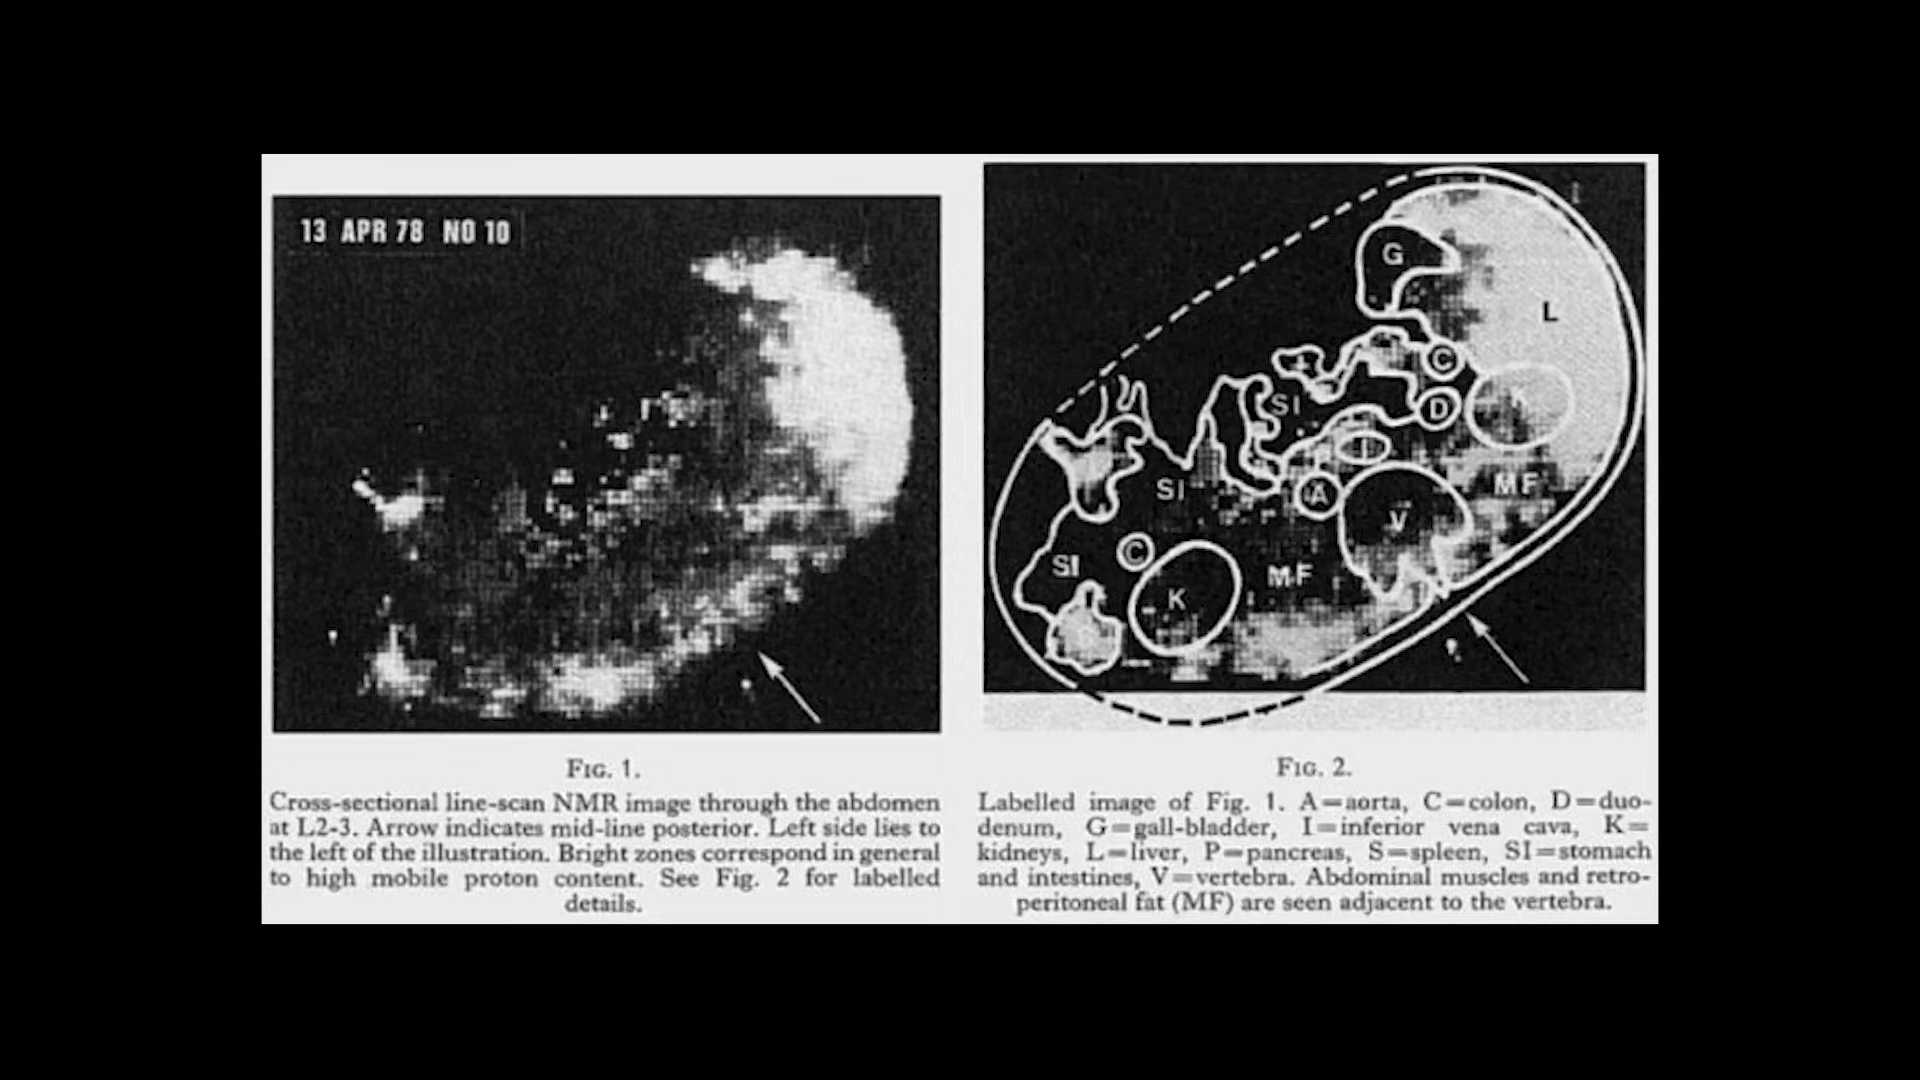 13 APR 78 NO 10
FIG. 1.
Cross-sectional line-scan NMR image through the abdomen
at L2-3. Arrow indicates mid-line posterior. Left side lies to
the left of the illustration. Bright zones correspond in general
to high mobile proton content. See Fig. 2 for labelled
details.
G
L
C
D
SI
I
A
MF
SI
V
C
SI
MF
K
FIG. 2.
Labelled image of Fig. 1. A=aorta, C=colon, D=duo-
denum, G=gall-bladder, I=inferior vena cava, K=
kidneys, L=liver, P=pancreas, S=spleen, SI=stomach
and intestines, V=vertebra. Abdominal muscles and retro-
peritoneal fat (MF) are seen adjacent to the vertebra.